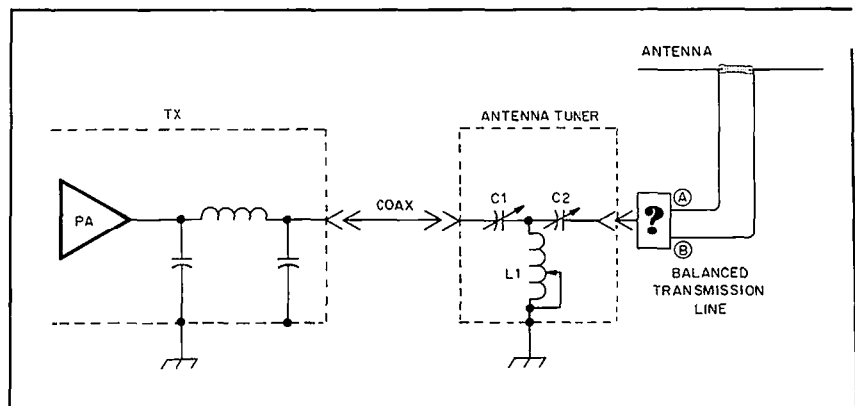 ANTENNA
TX
ANTENNA TUNER
PA
COAX
C1
C2
L1
?
A
B
BALANCED
TRANSMISSION
LINE